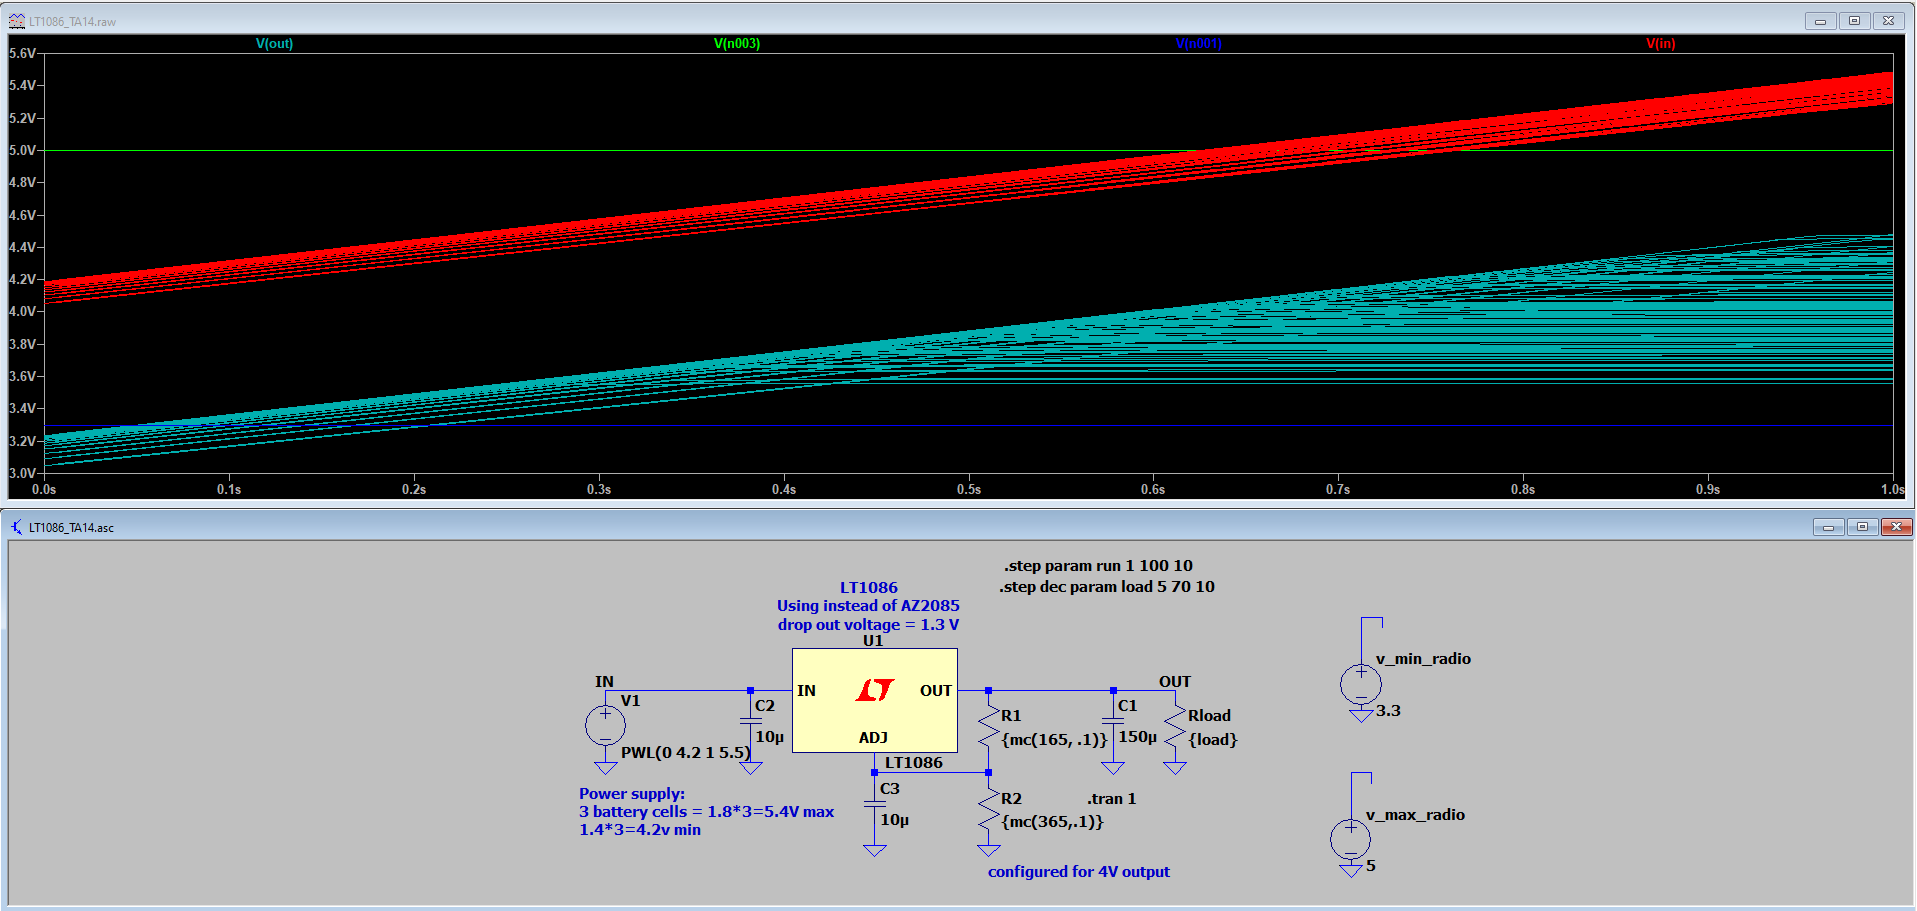 LT1086_TA14.raw
V(out) V(n003) V(n001) V(in)
5.6V
5.4V
5.2V
5.0V
4.8V
4.6V
4.4V
4.2V
4.0V
3.8V
3.6V
3.4V
3.2V
3.0V
0.0s 0.1s 0.2s 0.3s 0.4s 0.5s 0.6s 0.7s 0.8s 0.9s 1.0s
LT1086_TA14.asc
.step param run 1 100 10
.step dec param load 5 70 10
LT1086
Using instead of AZ2085
drop out voltage = 1.3 V
U1
IN
V1
PWL(0 4.2 1 5.5)
C2
10µ
IN
OUT
ADJ
LT1086
C3
10µ
R1
{mc(165, .1)}
R2
{mc(365,.1)}
C1
150µ
OUT
Rload
{load}
.tran 1
configured for 4V output
Power supply:
3 battery cells = 1.8*3=5.4V max
1.4*3=4.2v min
v_min_radio
3.3
v_max_radio
5